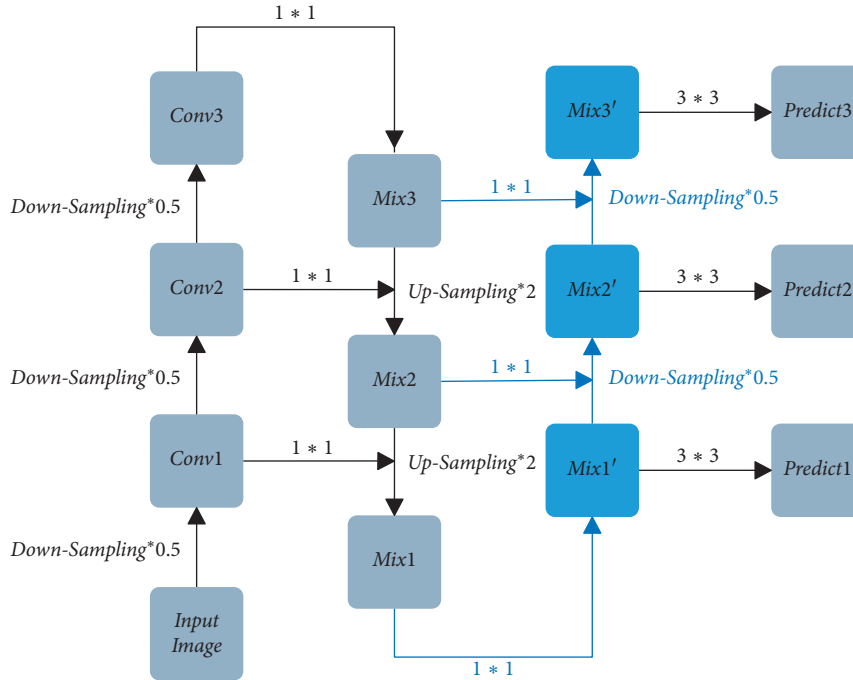 1 * 1
Conv3
Mix3′
3 * 3
Predict3
Down-Sampling*0.5
Mix3
1 * 1
Down-Sampling*0.5
Conv2
1 * 1
Up-Sampling*2
Mix2′
3 * 3
Predict2
Down-Sampling*0.5
Mix2
1 * 1
Down-Sampling*0.5
Conv1
1 * 1
Up-Sampling*2
Mix1′
3 * 3
Predict1
Down-Sampling*0.5
Mix1
Input
Image
1 * 1